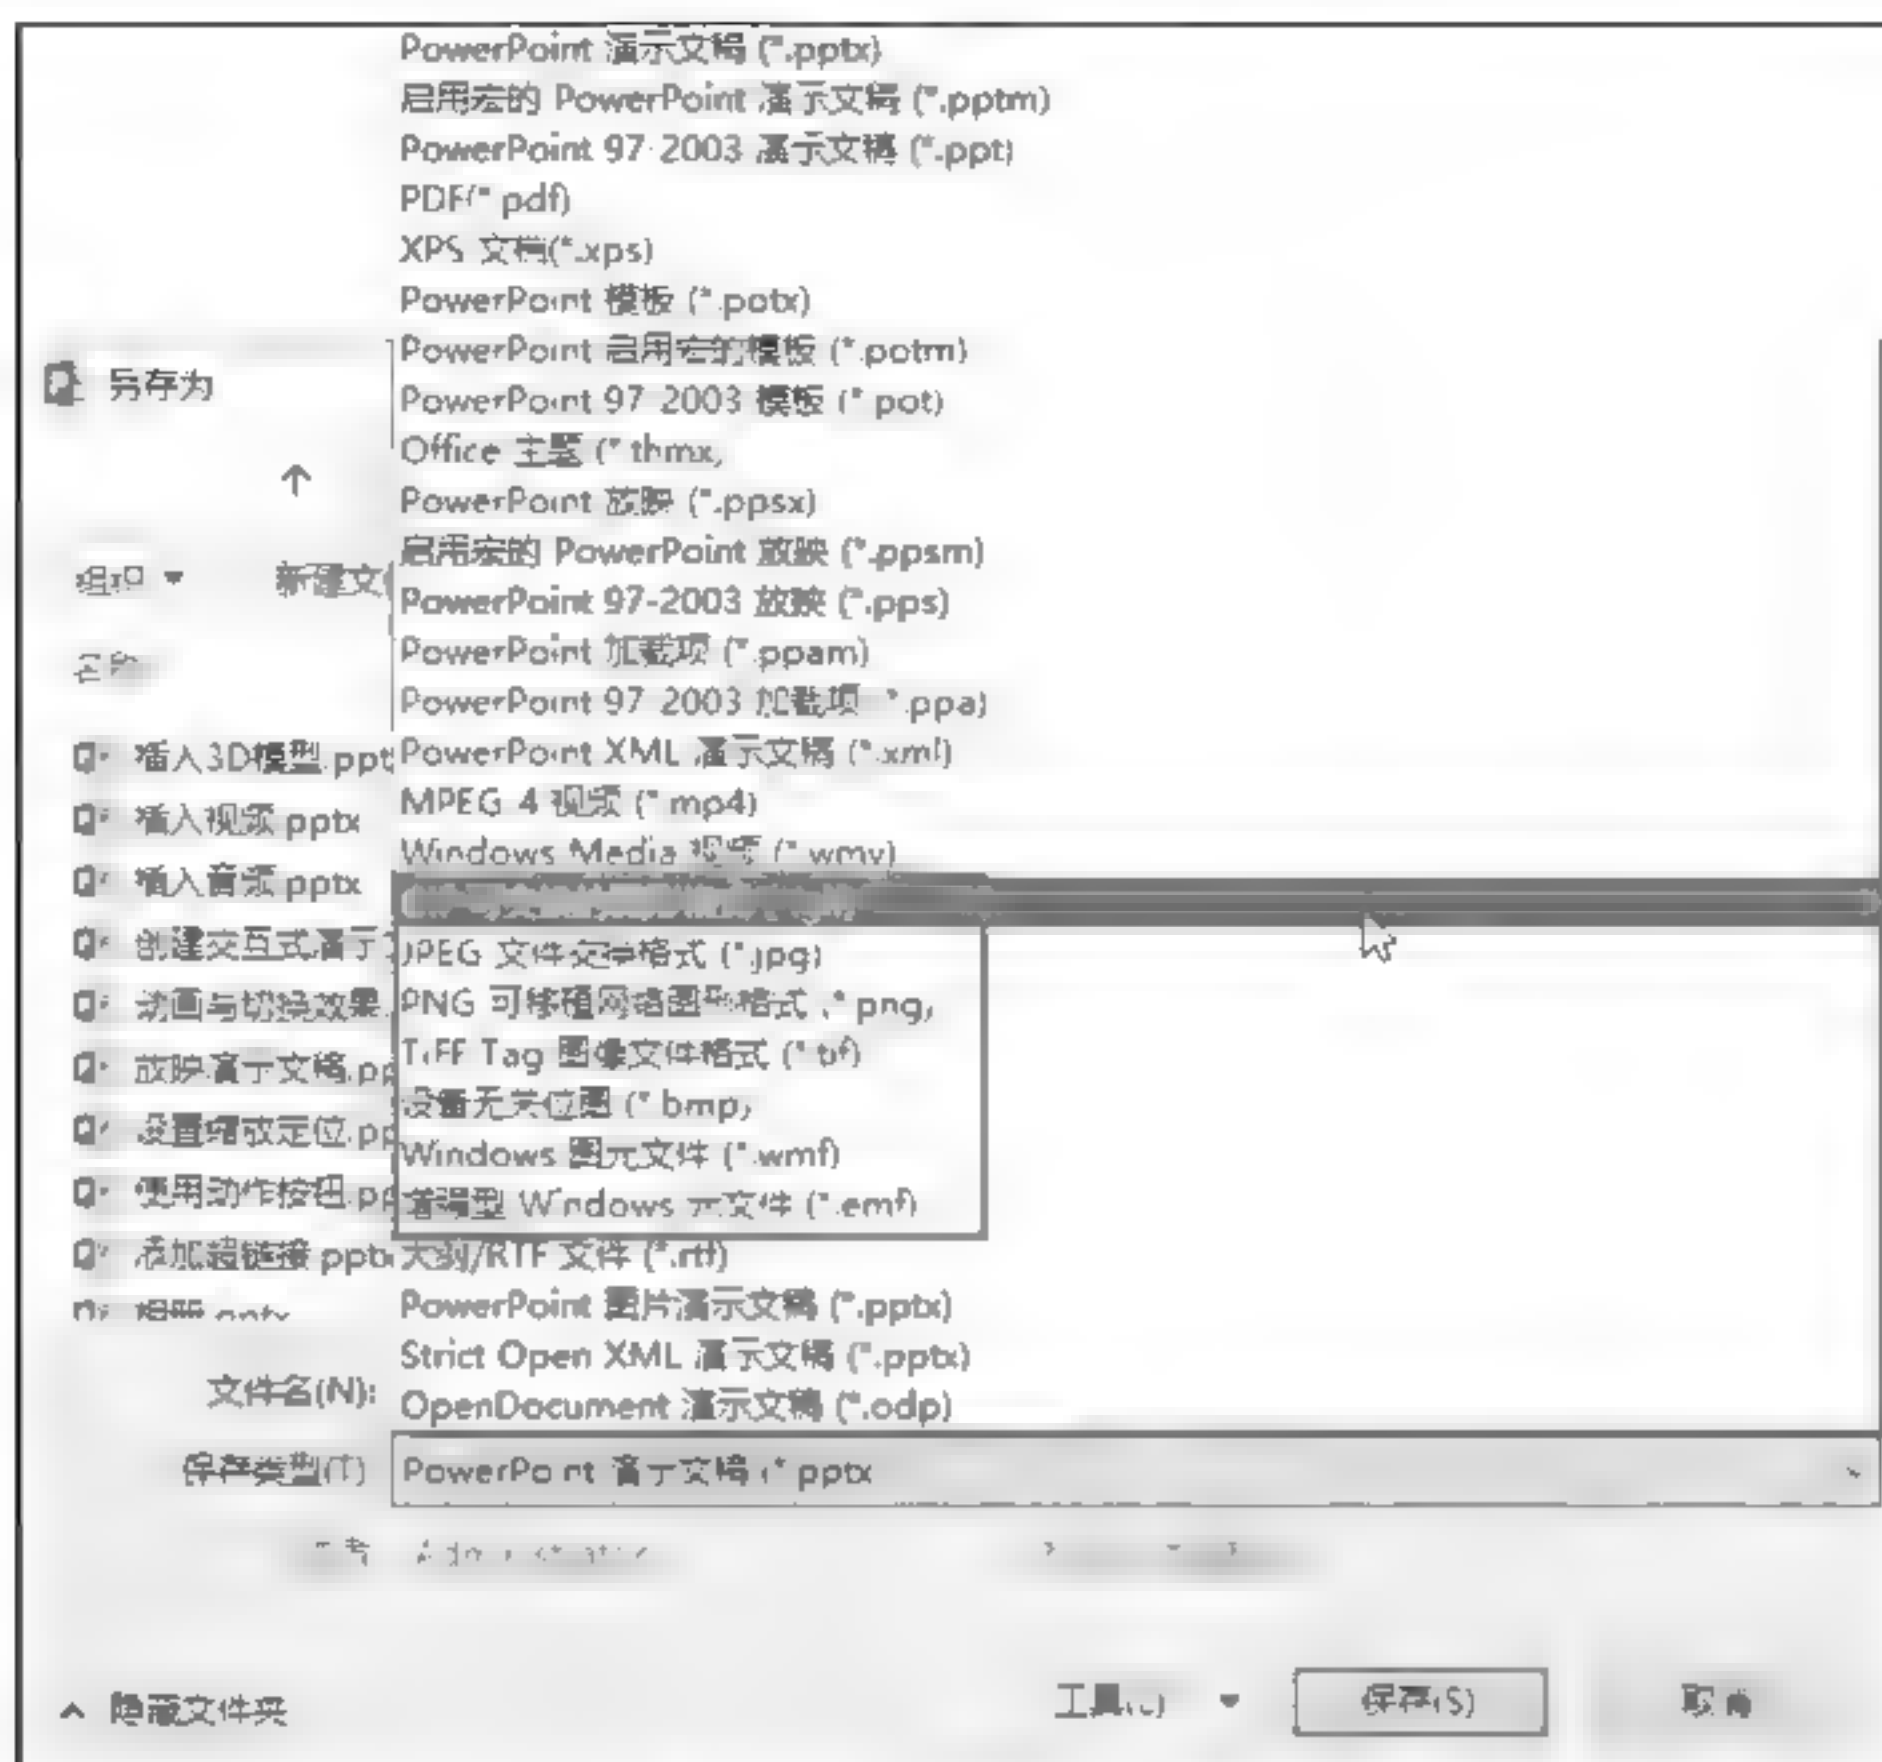 PowerPoint 演示文稿 (*.pptx)
启用宏的 PowerPoint 演示文稿 (*.pptm)
PowerPoint 97-2003 演示文稿 (*.ppt)
PDF(*.pdf)
XPS 文档(*.xps)
PowerPoint 模板 (*.potx)
PowerPoint 启用宏的模板 (*.potm)
PowerPoint 97-2003 模板 (*.pot)
Office 主题 (*.thmx)
PowerPoint 放映 (*.ppsx)
启用宏的 PowerPoint 放映 (*.ppsm)
PowerPoint 97-2003 放映 (*.pps)
PowerPoint 加载项 (*.ppam)
PowerPoint 97-2003 加载项 (*.ppa)
PowerPoint XML 演示文稿 (*.xml)
MPEG-4 视频 (*.mp4)
Windows Media 视频 (*.wmv)
JPEG 文件交换格式 (*.jpg)
PNG 可移植网络图形格式 (*.png)
TIFF Tag 图像文件格式 (*.tif)
设备无关位图 (*.bmp)
Windows 图元文件 (*.wmf)
增强型 Windows 元文件 (*.emf)
大纲/RTF 文件 (*.rtf)
PowerPoint 图片演示文稿 (*.pptx)
Strict Open XML 演示文稿 (*.pptx)
OpenDocument 演示文稿 (*.odp)
另存为
组织
新建文
名称
插入3D模型.ppt
插入视频.pptx
插入音频.pptx
创建交互式演示
动画与切换效果.
放映演示文稿.pp
设置缩放定位.pp
使用动作按钮.pp
添加超链接.pptx
相册.pptx
文件名(N):
保存类型(T): PowerPoint 演示文稿 (*.pptx)
隐藏文件夹
工具(L)
保存(S)
取消